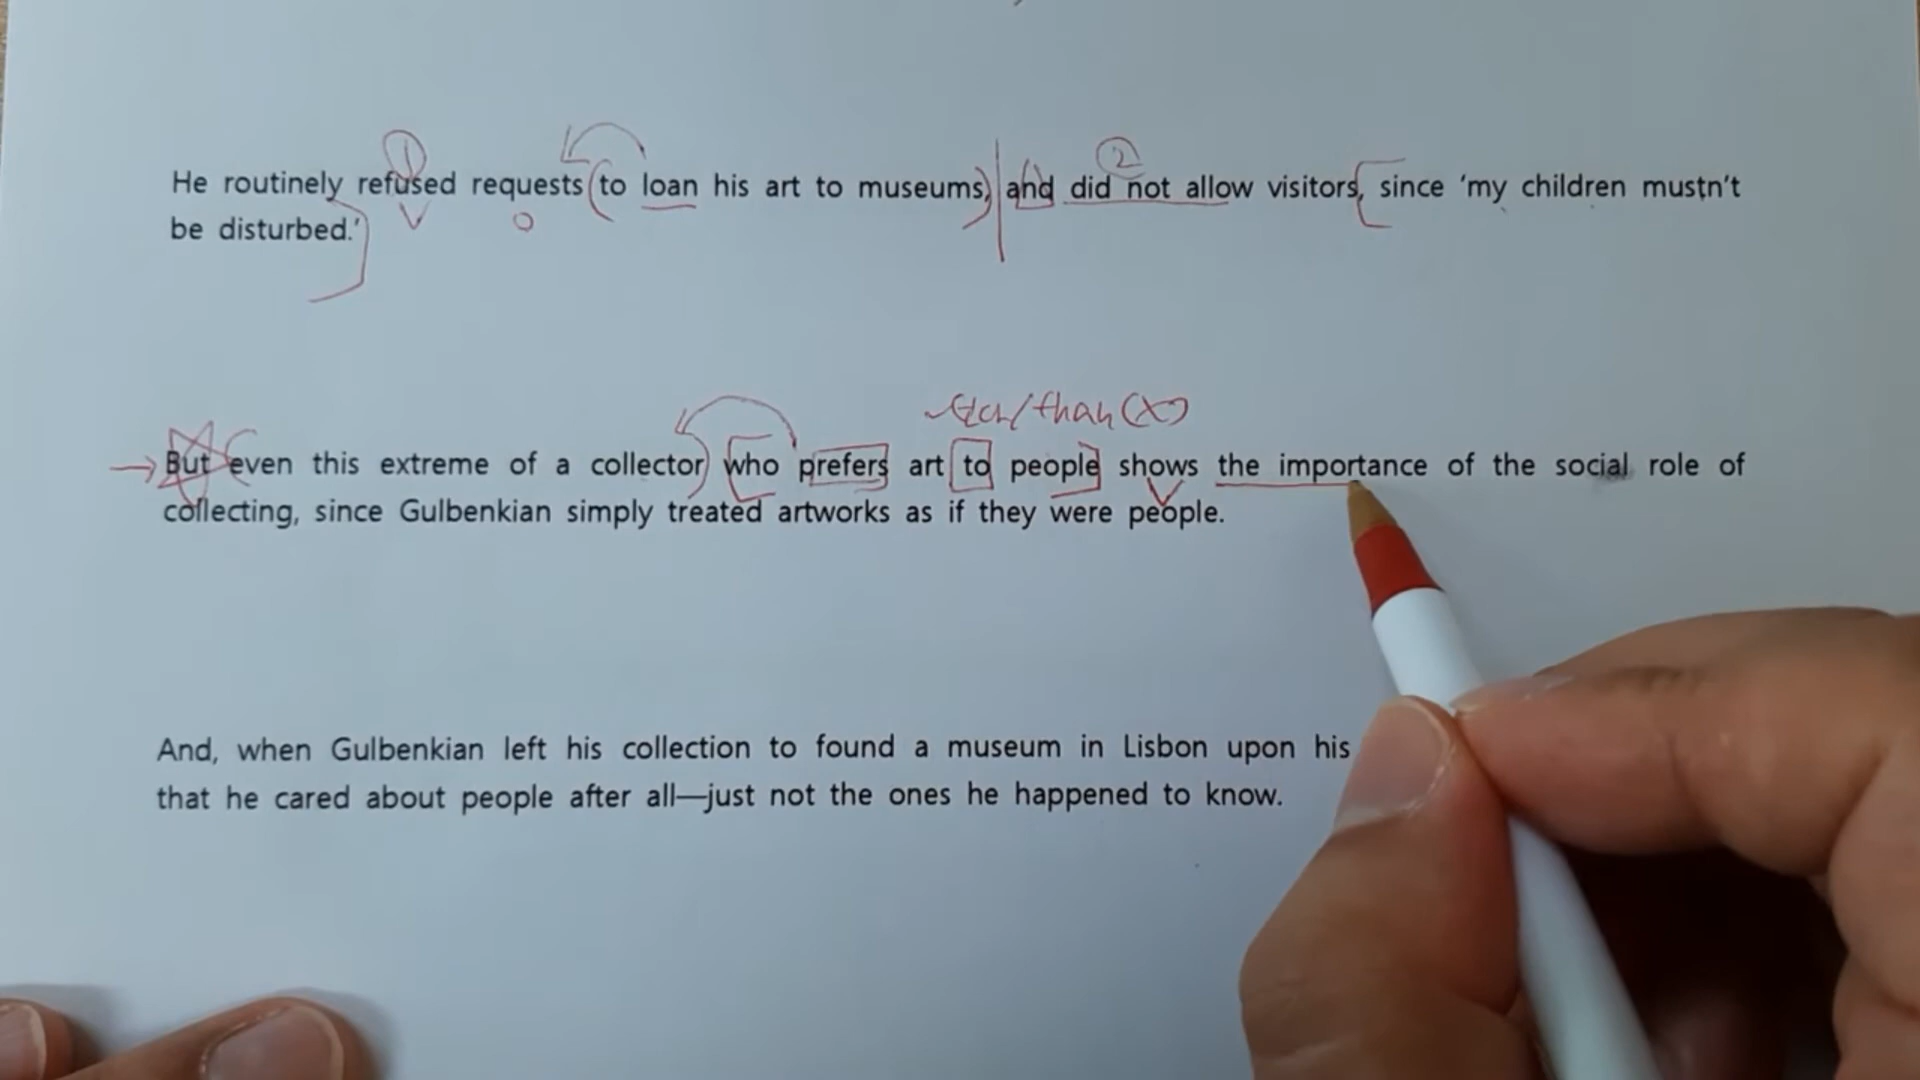 ①
②
He routinely refused requests to loan his art to museums, and did not allow visitors, since ‘my children mustn’t
be disturbed.’
V
O
/than (X)
But even this extreme of a collector who prefers art to people shows the importance of the social role of
V
collecting, since Gulbenkian simply treated artworks as if they were people.
And, when Gulbenkian left his collection to found a museum in Lisbon upon his
that he cared about people after all—just not the ones he happened to know.